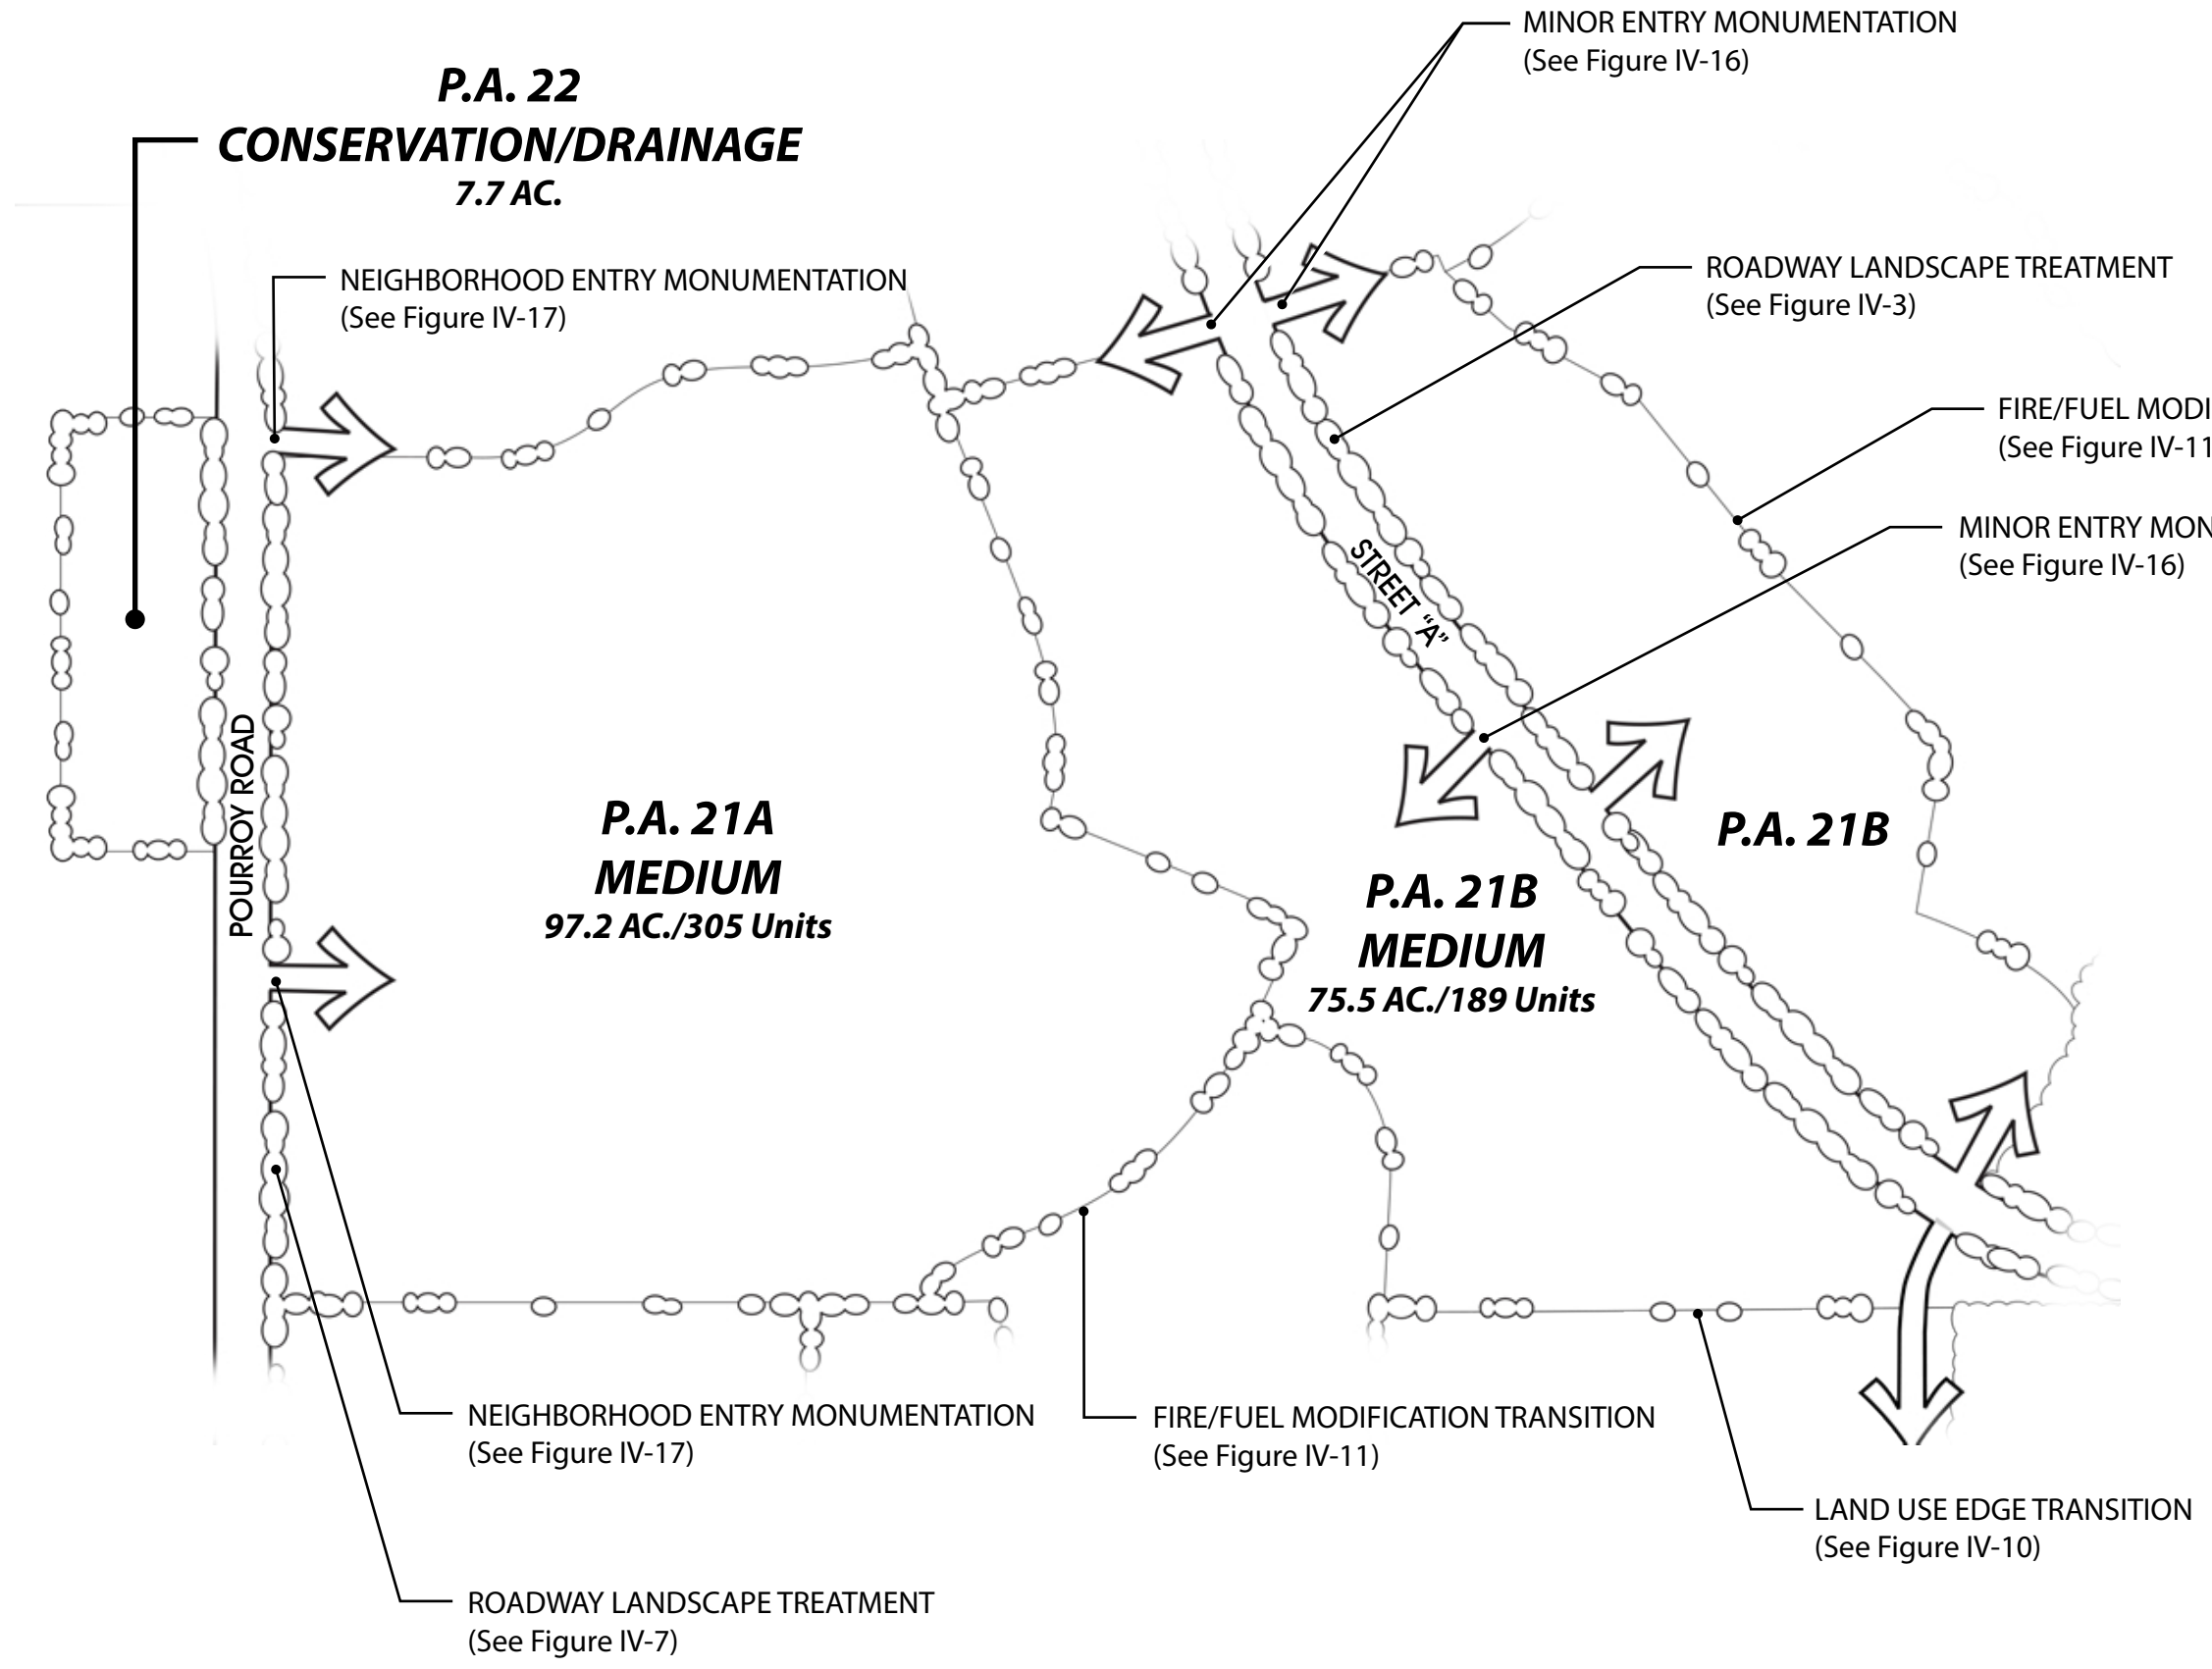 MINOR ENTRY MONUMENTATION
(See Figure IV-16)
P.A. 22
CONSERVATION/DRAINAGE
7.7 AC.
NEIGHBORHOOD ENTRY MONUMENTATION
(See Figure IV-17)
ROADWAY LANDSCAPE TREATMENT
(See Figure IV-3)
FIRE/FUEL MODI
(See Figure IV-11
MINOR ENTRY MON
(See Figure IV-16)
STREET “A”
POURROY ROAD
P.A. 21A
MEDIUM
97.2 AC./305 Units
P.A. 21B
P.A. 21B
MEDIUM
75.5 AC./189 Units
NEIGHBORHOOD ENTRY MONUMENTATION
(See Figure IV-17)
FIRE/FUEL MODIFICATION TRANSITION
(See Figure IV-11)
LAND USE EDGE TRANSITION
(See Figure IV-10)
ROADWAY LANDSCAPE TREATMENT
(See Figure IV-7)